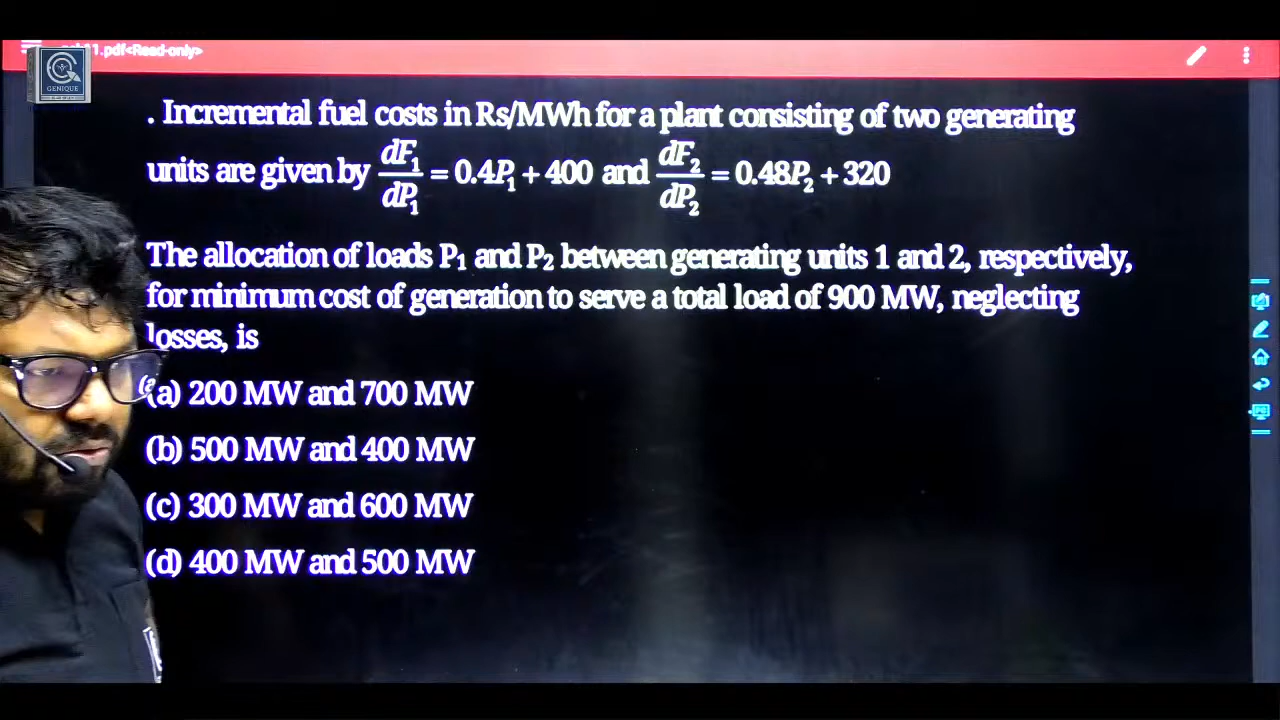 11.pdf<Read-only>
GENIQUE
. Incremental fuel costs in Rs/MWh for a plant consisting of two generating
units are given by dF₁/dP₁ = 0.4P₁ + 400 and dF₂/dP₂ = 0.48P₂ + 320
The allocation of loads P₁ and P₂ between generating units 1 and 2, respectively,
for minimum cost of generation to serve a total load of 900 MW, neglecting
losses, is
(a) 200 MW and 700 MW
(b) 500 MW and 400 MW
(c) 300 MW and 600 MW
(d) 400 MW and 500 MW